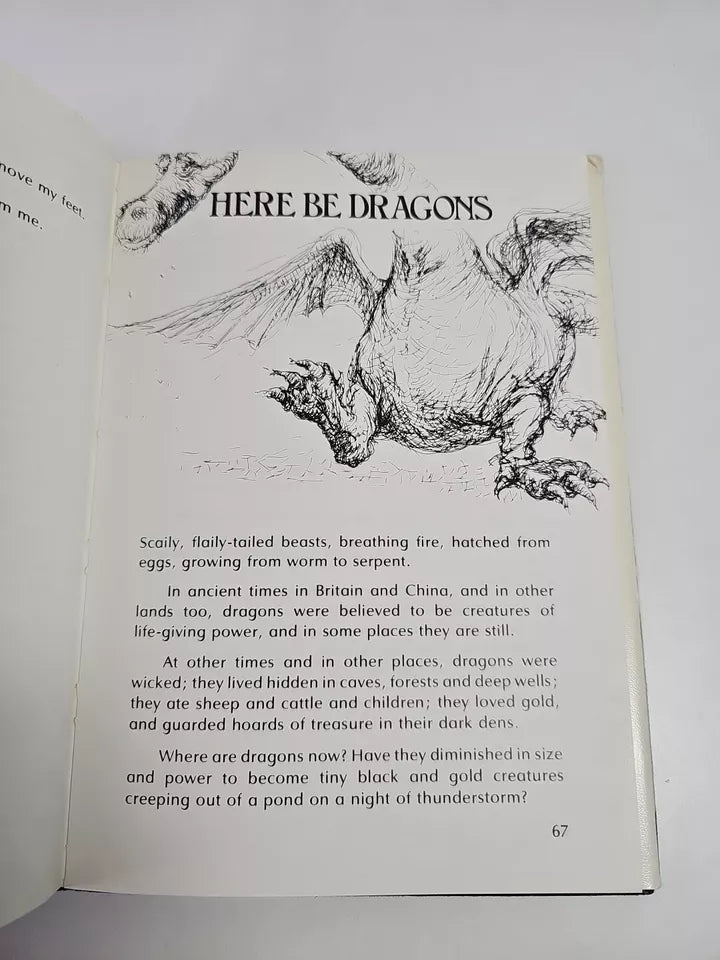 move my feet.
m me.
HERE BE DRAGONS
Scaily, flaily-tailed beasts, breathing fire, hatched from
eggs, growing from worm to serpent.
In ancient times in Britain and China, and in other
lands too, dragons were believed to be creatures of
life-giving power, and in some places they are still.
At other times and in other places, dragons were
wicked; they lived hidden in caves, forests and deep wells;
they ate sheep and cattle and children; they loved gold,
and guarded hoards of treasure in their dark dens.
Where are dragons now? Have they diminished in size
and power to become tiny black and gold creatures
creeping out of a pond on a night of thunderstorm?
67